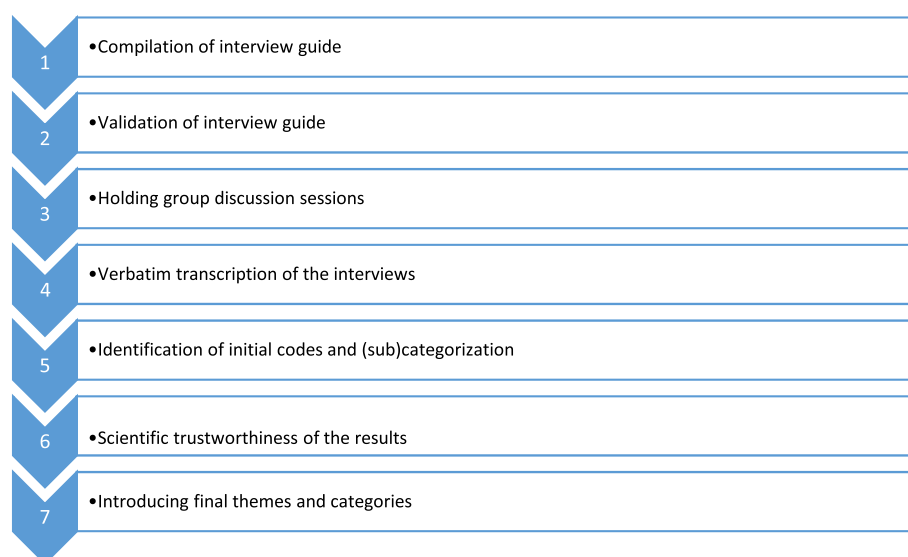 1
•Compilation of interview guide
2
•Validation of interview guide
3
•Holding group discussion sessions
4
•Verbatim transcription of the interviews
5
•Identification of initial codes and (sub)categorization
6
•Scientific trustworthiness of the results
7
•Introducing final themes and categories